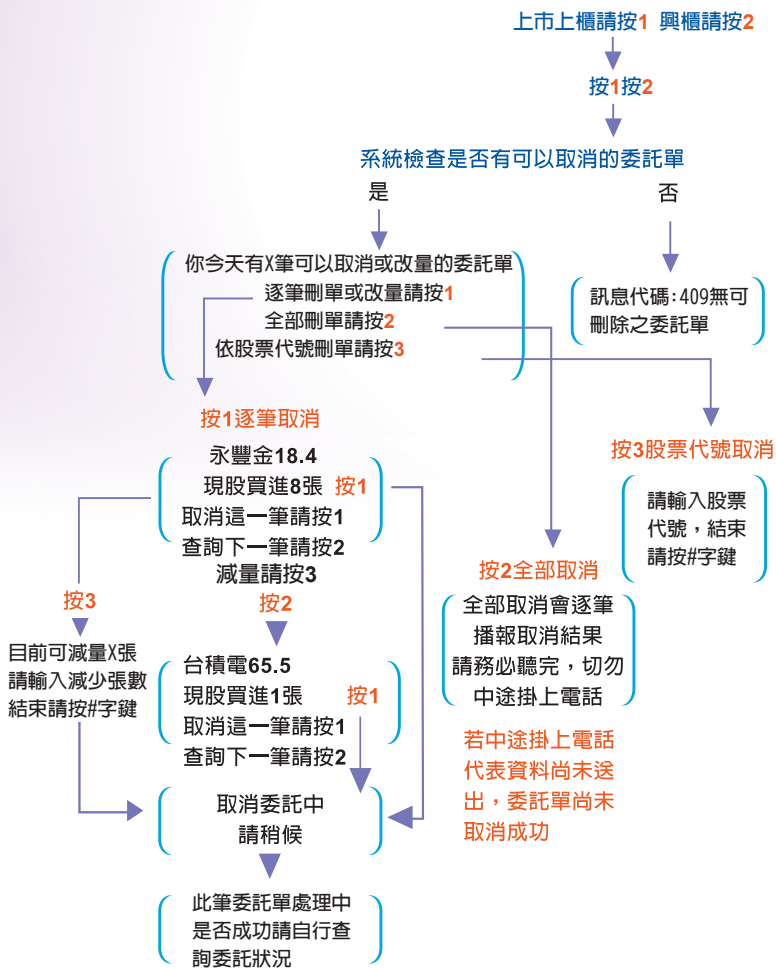 上市上櫃請按1 興櫃請按2
按1按2
系統檢查是否有可以取消的委託單
是
否
你今天有X筆可以取消或改量的委託單
逐筆刪單或改量請按1
全部刪單請按2
依股票代號刪單請按3
訊息代碼:409無可
刪除之委託單
按1逐筆取消
永豐金18.4
現股買進8張 按1
取消這一筆請按1
查詢下一筆請按2
減量請按3
按3
目前可減量X張
請輸入減少張數
結束請按#字鍵
按2
台積電65.5
現股買進1張 按1
取消這一筆請按1
查詢下一筆請按2
取消委託中
請稍候
此筆委託單處理中
是否成功請自行查
詢委託狀況
按2全部取消
全部取消會逐筆
播報取消結果
請務必聽完，切勿
中途掛上電話
若中途掛上電話
代表資料尚未送
出，委託單尚未
取消成功
按3股票代號取消
請輸入股票
代號，結束
請按#字鍵